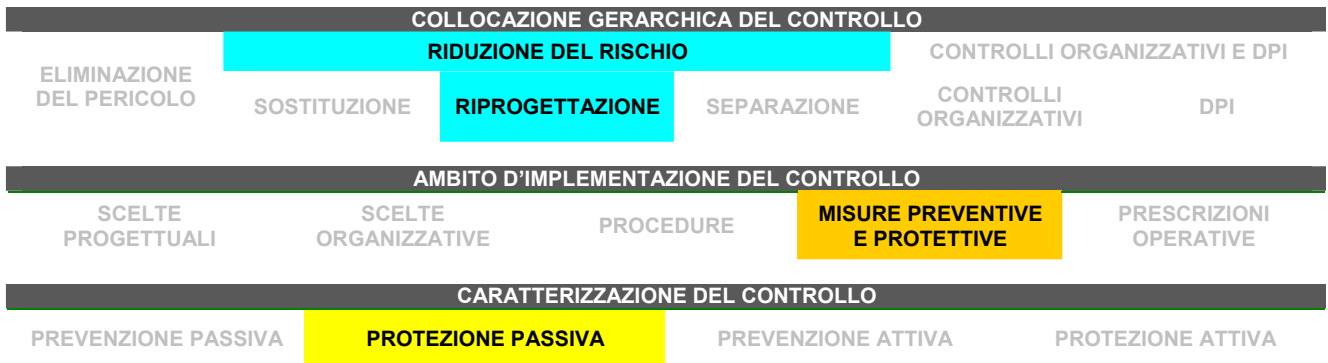 COLLOCAZIONE GERARCHICA DEL CONTROLLO
ELIMINAZIONE
DEL PERICOLO
RIDUZIONE DEL RISCHIO
CONTROLLI ORGANIZZATIVI E DPI
SOSTITUZIONE
RIPROGETTAZIONE
SEPARAZIONE
CONTROLLI
ORGANIZZATIVI
DPI
AMBITO D’IMPLEMENTAZIONE DEL CONTROLLO
SCELTE
PROGETTUALI
SCELTE
ORGANIZZATIVE
PROCEDURE
MISURE PREVENTIVE
E PROTETTIVE
PRESCRIZIONI
OPERATIVE
CARATTERIZZAZIONE DEL CONTROLLO
PREVENZIONE PASSIVA
PROTEZIONE PASSIVA
PREVENZIONE ATTIVA
PROTEZIONE ATTIVA